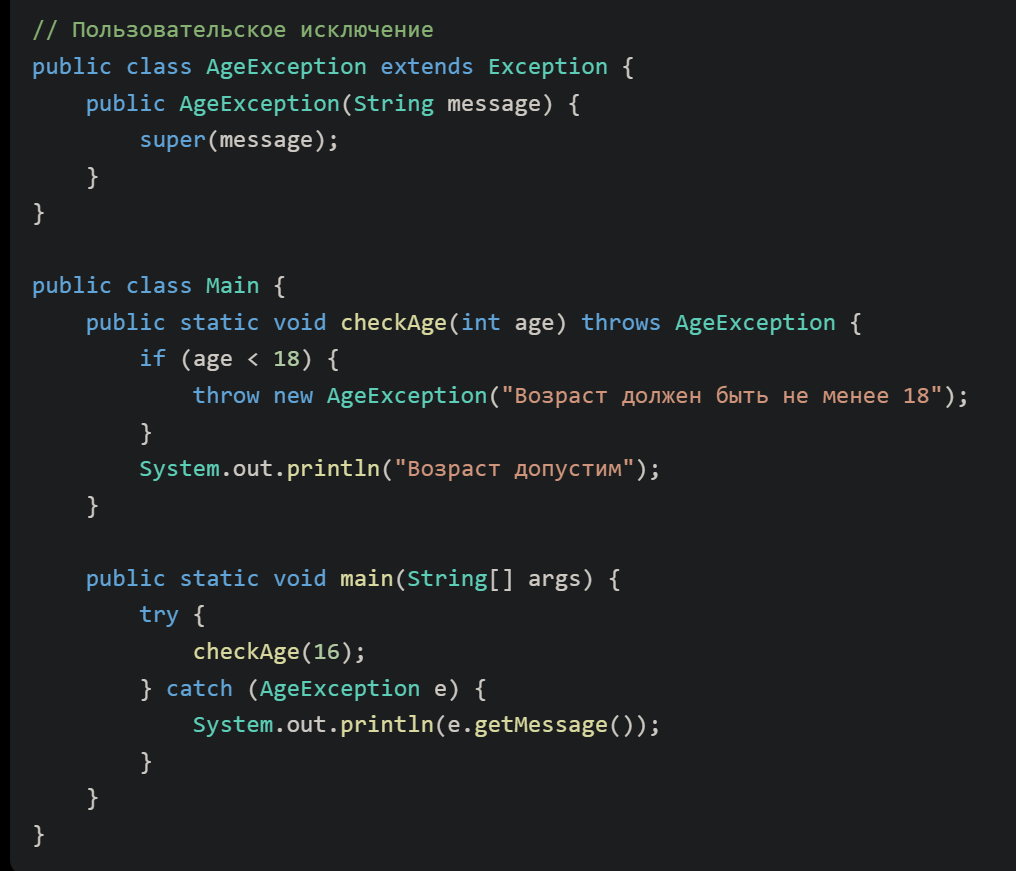 // Пользовательское исключение
public class AgeException extends Exception {
    public AgeException(String message) {
        super(message);
    }
}

public class Main {
    public static void checkAge(int age) throws AgeException {
        if (age < 18) {
            throw new AgeException("Возраст должен быть не менее 18");
        }
        System.out.println("Возраст допустим");
    }

    public static void main(String[] args) {
        try {
            checkAge(16);
        } catch (AgeException e) {
            System.out.println(e.getMessage());
        }
    }
}